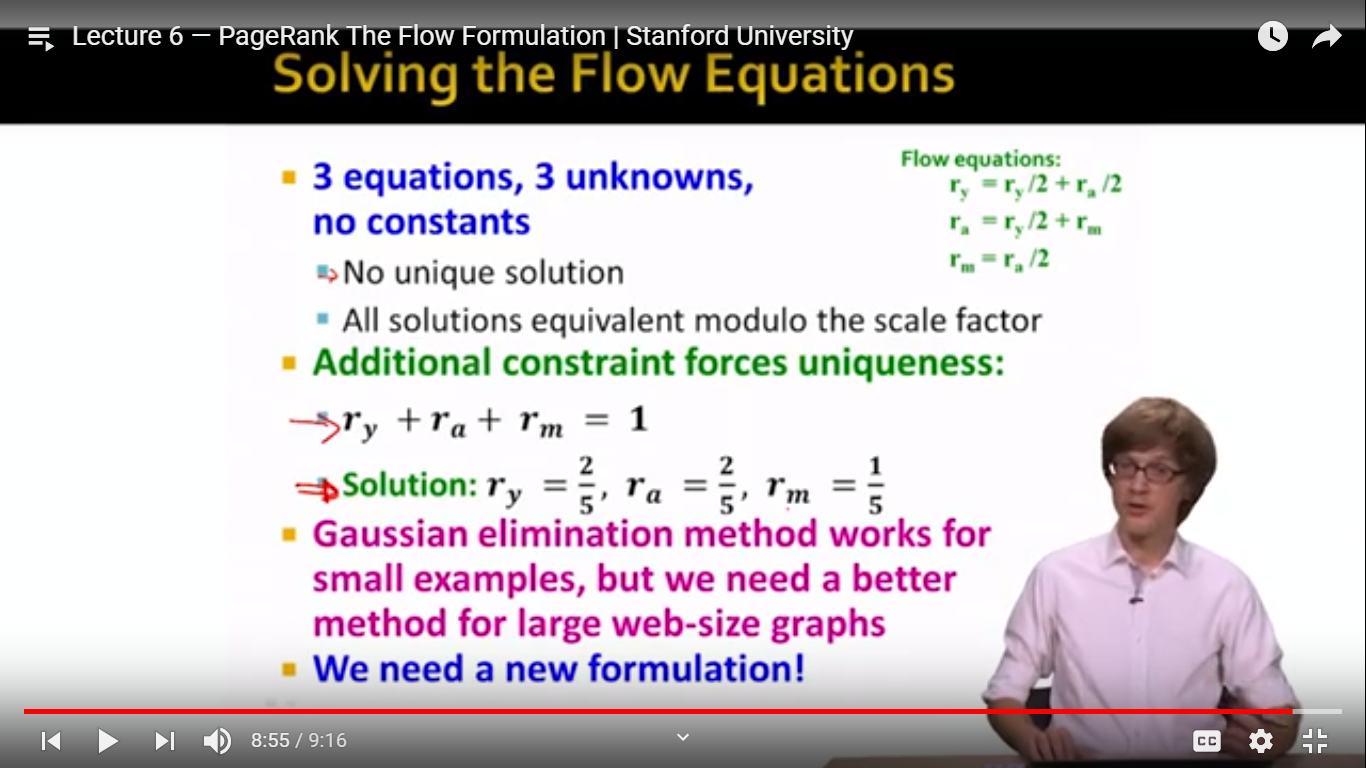 Lecture 6 — PageRank The Flow Formulation | Stanford University
Solving the Flow Equations
3 equations, 3 unknowns,
no constants
No unique solution
All solutions equivalent modulo the scale factor
Additional constraint forces uniqueness:
r_y + r_a + r_m = 1
Solution: r_y = 2/5, r_a = 2/5, r_m = 1/5
Gaussian elimination method works for
small examples, but we need a better
method for large web-size graphs
We need a new formulation!
Flow equations:
r_y = r_y /2 + r_a /2
r_a = r_y /2 + r_m
r_m = r_a /2
8:55 / 9:16
CC